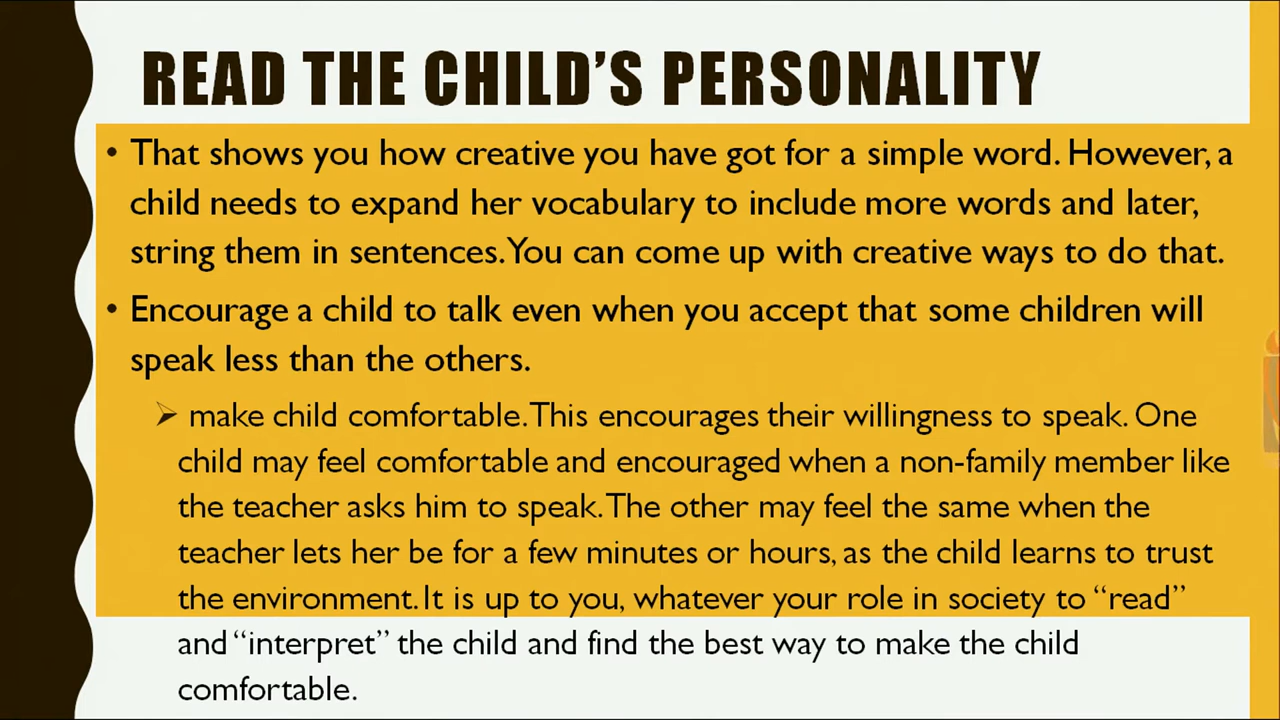 READ THE CHILD’S PERSONALITY
• That shows you how creative you have got for a simple word. However, a
child needs to expand her vocabulary to include more words and later,
string them in sentences. You can come up with creative ways to do that.
• Encourage a child to talk even when you accept that some children will
speak less than the others.
➢ make child comfortable. This encourages their willingness to speak. One
child may feel comfortable and encouraged when a non-family member like
the teacher asks him to speak. The other may feel the same when the
teacher lets her be for a few minutes or hours, as the child learns to trust
the environment. It is up to you, whatever your role in society to “read”
and “interpret” the child and find the best way to make the child
comfortable.